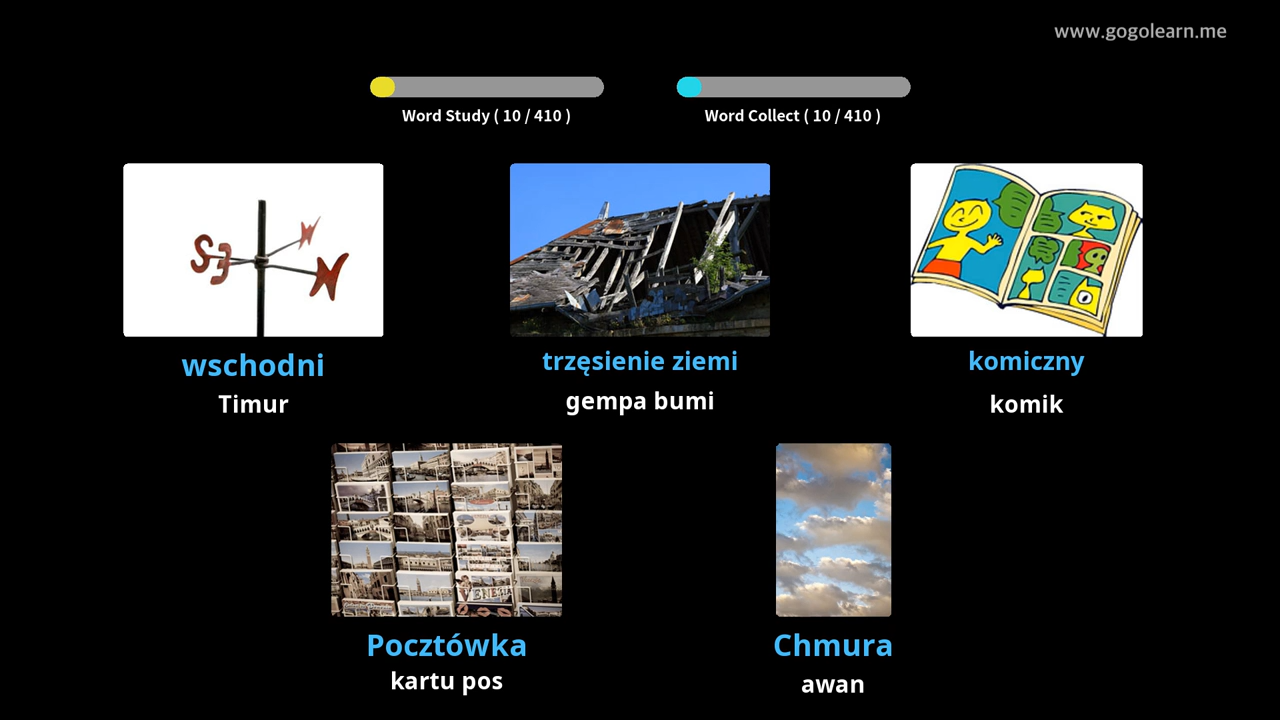 www.gogolearn.me
Word Study ( 10 / 410 )
Word Collect ( 10 / 410 )
wschodni
Timur
trzęsienie ziemi
gempa bumi
komiczny
komik
Pocztówka
kartu pos
Chmura
awan